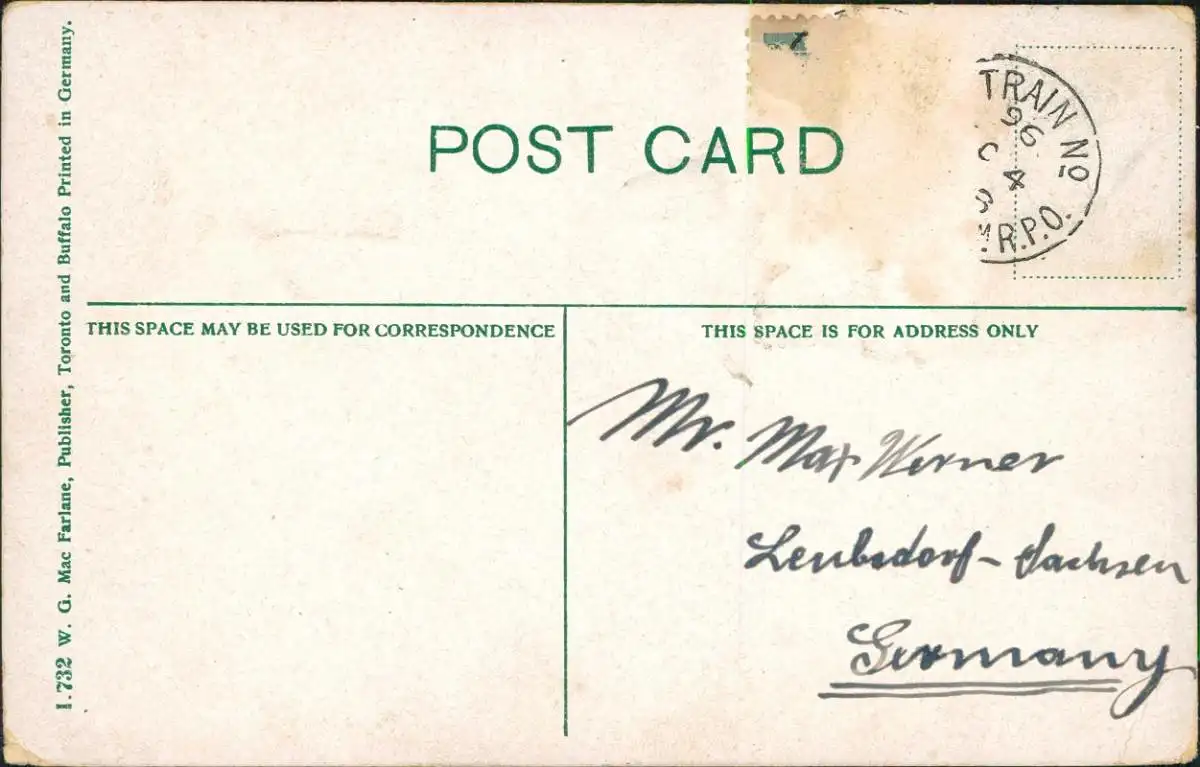 I.732 W. G. Mac Farlane, Publisher, Toronto and Buffalo Printed in Germany.
POST CARD
TRAIN No
96
C 4
R.P.O.
THIS SPACE MAY BE USED FOR CORRESPONDENCE
THIS SPACE IS FOR ADDRESS ONLY
Mr. Max Werner
Leubsdorf - Sachsen
Germany